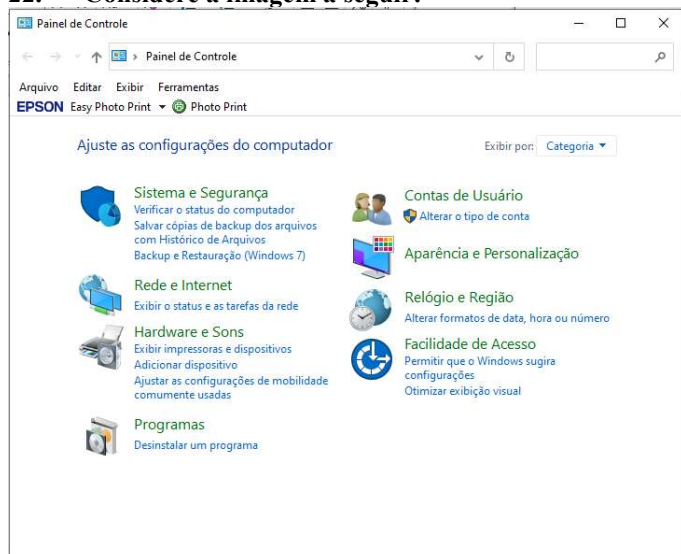 22. Considere a imagem a seguir:
Painel de Controle
Painel de Controle
Arquivo Editar Exibir Ferramentas
EPSON Easy Photo Print Photo Print
Ajuste as configurações do computador
Exibir por: Categoria
Sistema e Segurança
Verificar o status do computador
Salvar cópias de backup dos arquivos
com Histórico de Arquivos
Backup e Restauração (Windows 7)
Rede e Internet
Exibir o status e as tarefas da rede
Hardware e Sons
Exibir impressoras e dispositivos
Adicionar dispositivo
Ajustar as configurações de mobilidade
comumente usadas
Programas
Desinstalar um programa
Contas de Usuário
Alterar o tipo de conta
Aparência e Personalização
Relógio e Região
Alterar formatos de data, hora ou número
Facilidade de Acesso
Permitir que o Windows sugira
configurações
Otimizar exibição visual